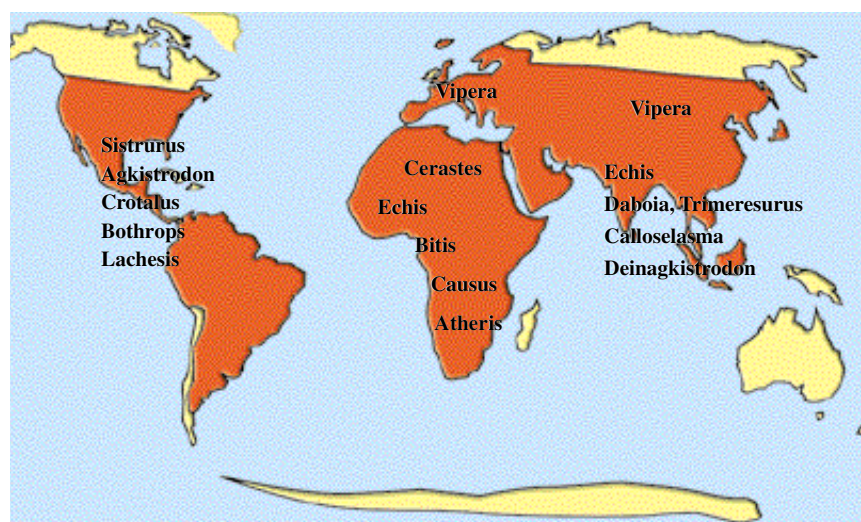 Vipera
Vipera
Sistrurus
Agkistrodon
Crotalus
Bothrops
Lachesis
Cerastes
Echis
Bitis
Causus
Atheris
Echis
Daboia, Trimeresurus
Calloselasma
Deinagkistrodon